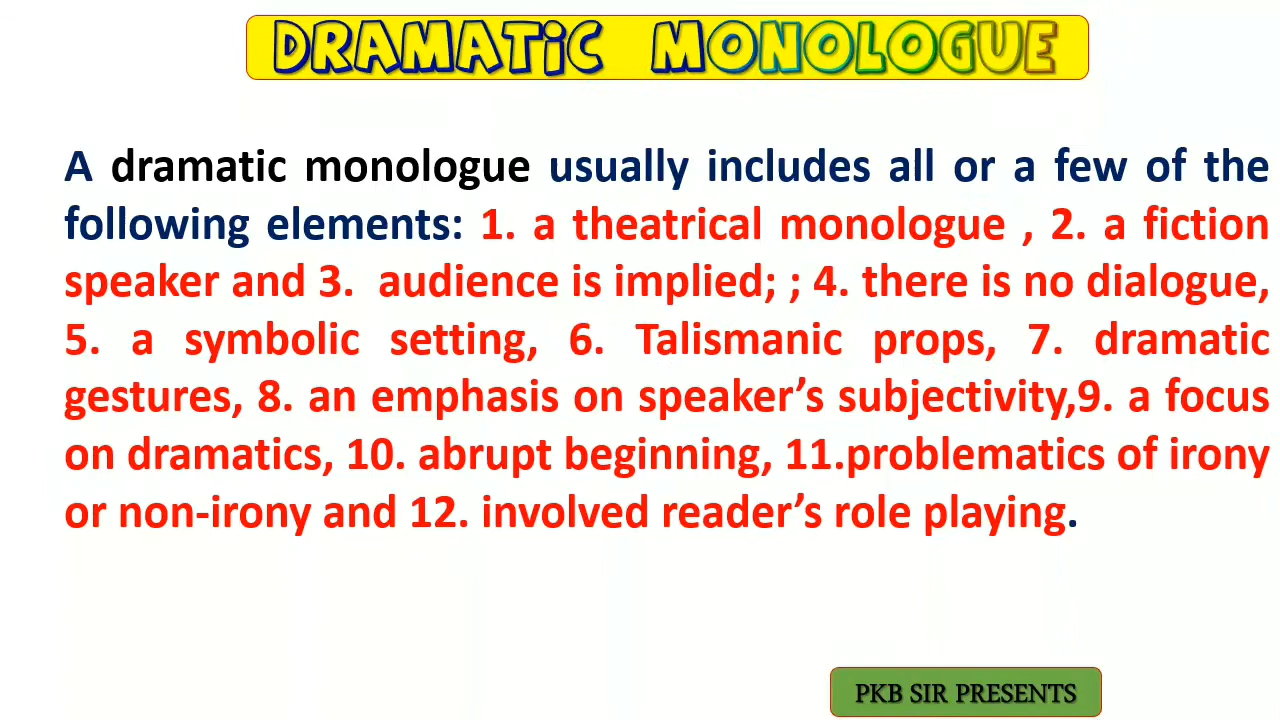 DRAMATiC MONOLOGUE
A dramatic monologue usually includes all or a few of the
following elements: 1. a theatrical monologue , 2. a fiction
speaker and 3. audience is implied; ; 4. there is no dialogue,
5. a symbolic setting, 6. Talismanic props, 7. dramatic
gestures, 8. an emphasis on speaker’s subjectivity,9. a focus
on dramatics, 10. abrupt beginning, 11.problematics of irony
or non-irony and 12. involved reader’s role playing.
PKB SIR PRESENTS